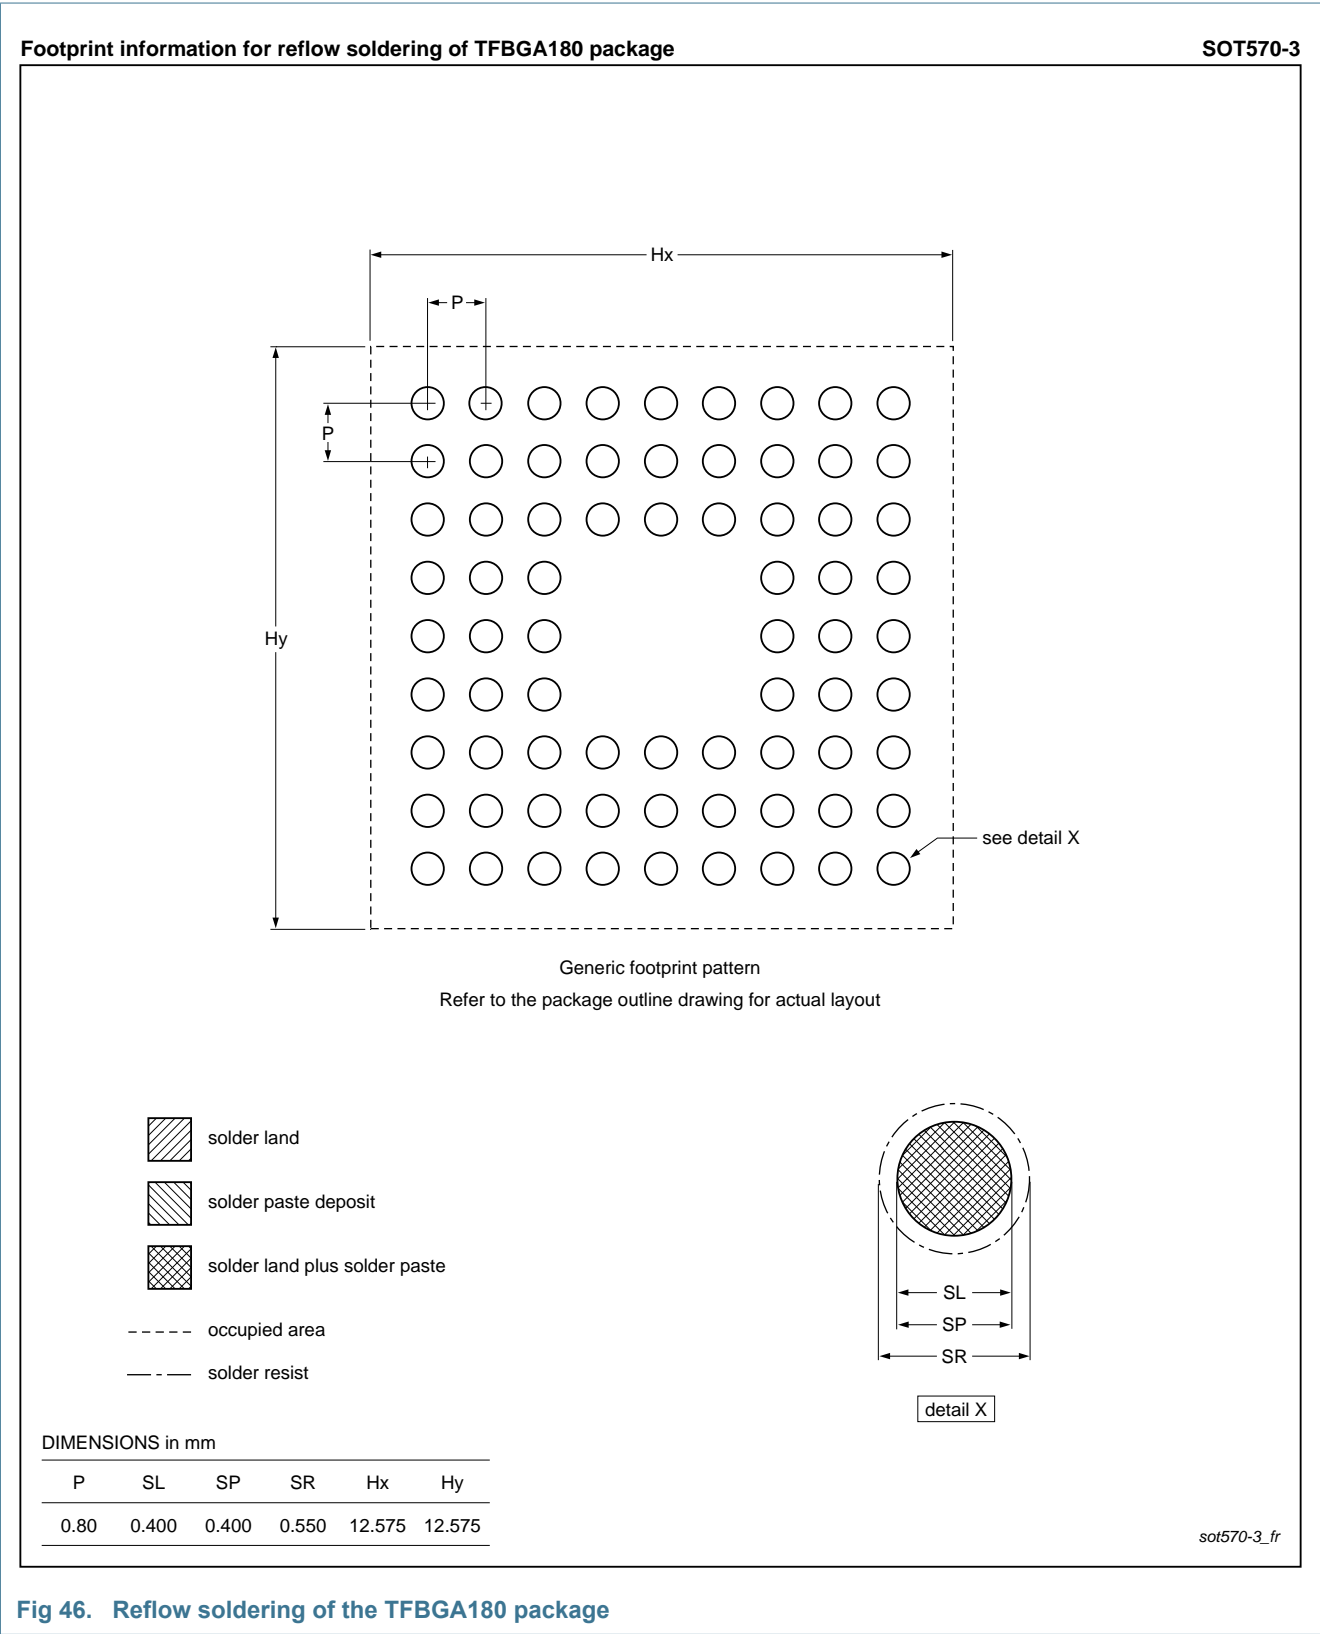 Footprint information for reflow soldering of TFBGA180 package SOT570-3
Hx
P
P
Hy
see detail X
Generic footprint pattern
Refer to the package outline drawing for actual layout
solder land
solder paste deposit
solder land plus solder paste
occupied area
solder resist
SL
SP
SR
detail X
DIMENSIONS in mm
P SL SP SR Hx Hy
0.80 0.400 0.400 0.550 12.575 12.575
sot570-3_fr
Fig 46. Reflow soldering of the TFBGA180 package